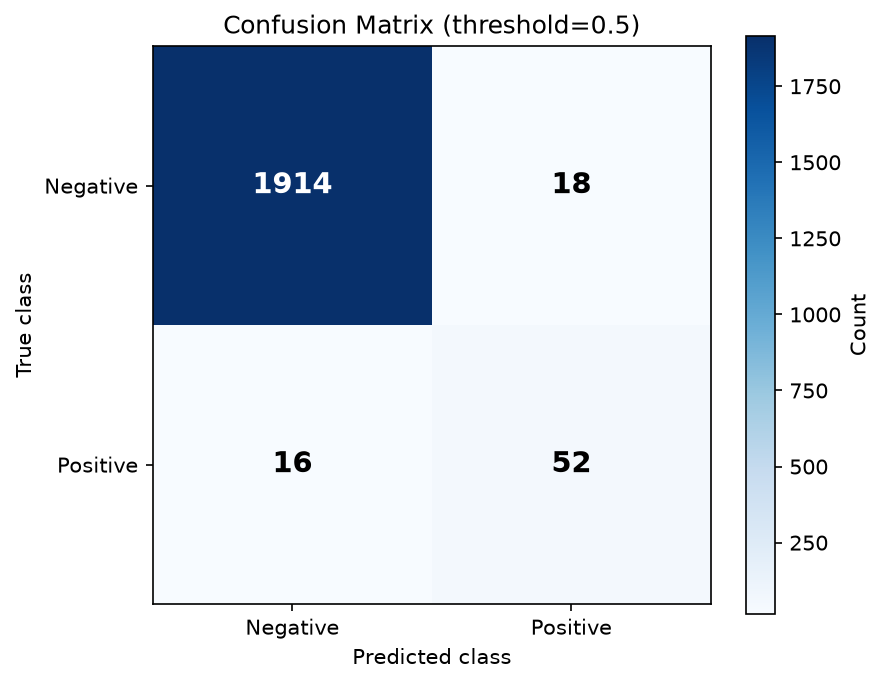 Confusion Matrix (threshold=0.5)
True class
Negative
1914
18
Positive
16
52
Negative
Positive
Predicted class
1750
1500
1250
1000
750
500
250
Count